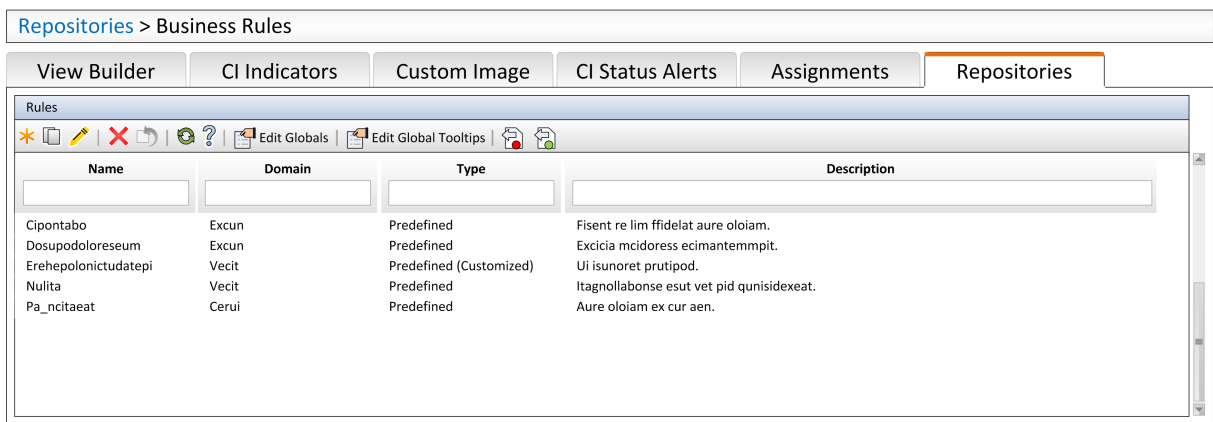 Repositories > Business Rules
View Builder CI Indicators Custom Image CI Status Alerts Assignments Repositories
Rules
? | Edit Globals | Edit Global Tooltips |
Name Domain Type Description
Cipontabo Excun Predefined Fisent re lim ffidelat aure oloiam.
Dosupodoloreseum Excun Predefined Excicia mcidoress ecimantemmpit.
Erehepolonictudatepi Vecit Predefined (Customized) Ui isunoret prutipod.
Nulita Vecit Predefined Itagnollabonse esut vet pid qunisidexeat.
Pa_ncitaeat Cerui Predefined Aure oloiam ex cur aen.